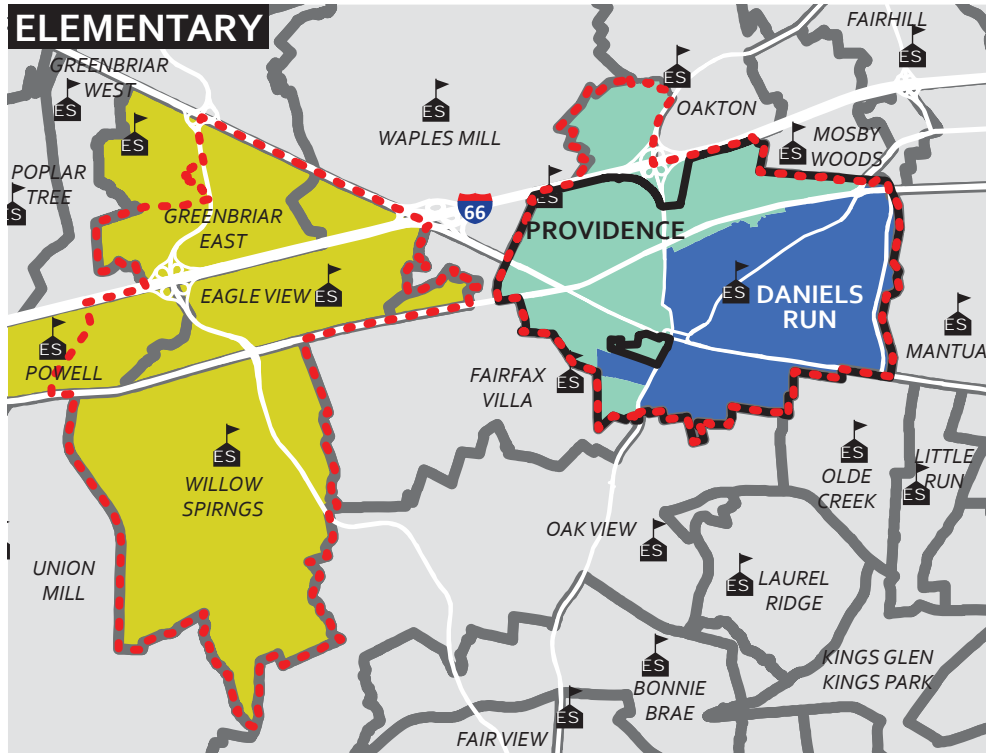 ELEMENTARY
FAIRHILL
GREENBRIAR
WEST
ES
ES
ES
ES
OAKTON
WAPLES MILL
ES
MOSBY
WOODS
ES
POPLAR
TREE
ES
ES
66
GREENBRIAR
EAST
PROVIDENCE
EAGLE VIEW
ES
ES
DANIELS
RUN
ES
MANTUA
ES
POWELL
FAIRFAX
VILLA
ES
ES
WILLOW
SPIRNGS
ES
OLDE
CREEK
LITTLE
RUN
ES
OAK VIEW
ES
UNION
MILL
ES
LAUREL
RIDGE
ES
BONNIE
BRAE
KINGS GLEN
KINGS PARK
FAIR VIEW
ES